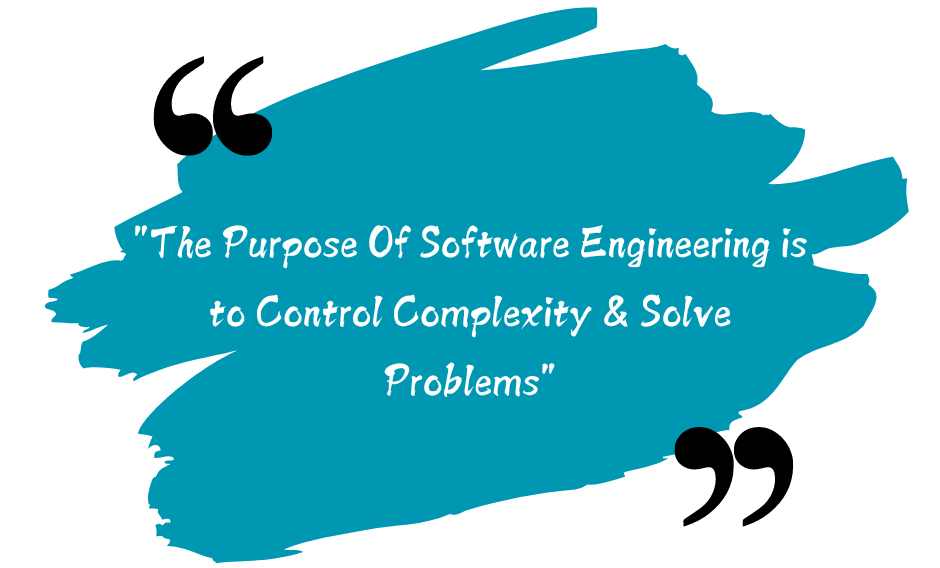 "The Purpose Of Software Engineering is
to Control Complexity & Solve
Problems"